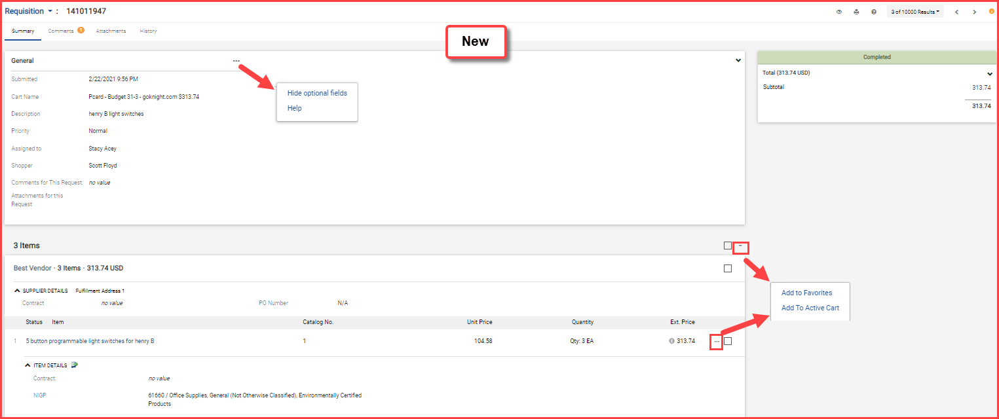 Requisition : 141011947
3 of 10000 Results
Summary Comments 1 Attachments History
New
General ...
Completed
Submitted 2/22/2021 9:56 PM
Total (313.74 USD)
Hide optional fields
Help
Subtotal 313.74
313.74
Cart Name Pcard - Budget 31-3 - goknight.com $313.74
Description henry B light switches
Priority Normal
Assigned to Stacy Acey
Shopper Scott Floyd
Comments for This Request: no value
Attachments for this
Request
3 Items
Best Vendor · 3 Items · 313.74 USD
SUPPLIER DETAILS Fulfillment Address 1
Contract no value PO Number N/A
Add to Favorites
Add To Active Cart
Status Item Catalog No. Unit Price Quantity Ext. Price
1 5 button programmable light switches for henry B 1 104.58 Qty: 3 EA 313.74 ...
ITEM DETAILS
Contract: no value
NIGP 61660 / Office Supplies, General (Not Otherwise Classified), Environmentally Certified
Products